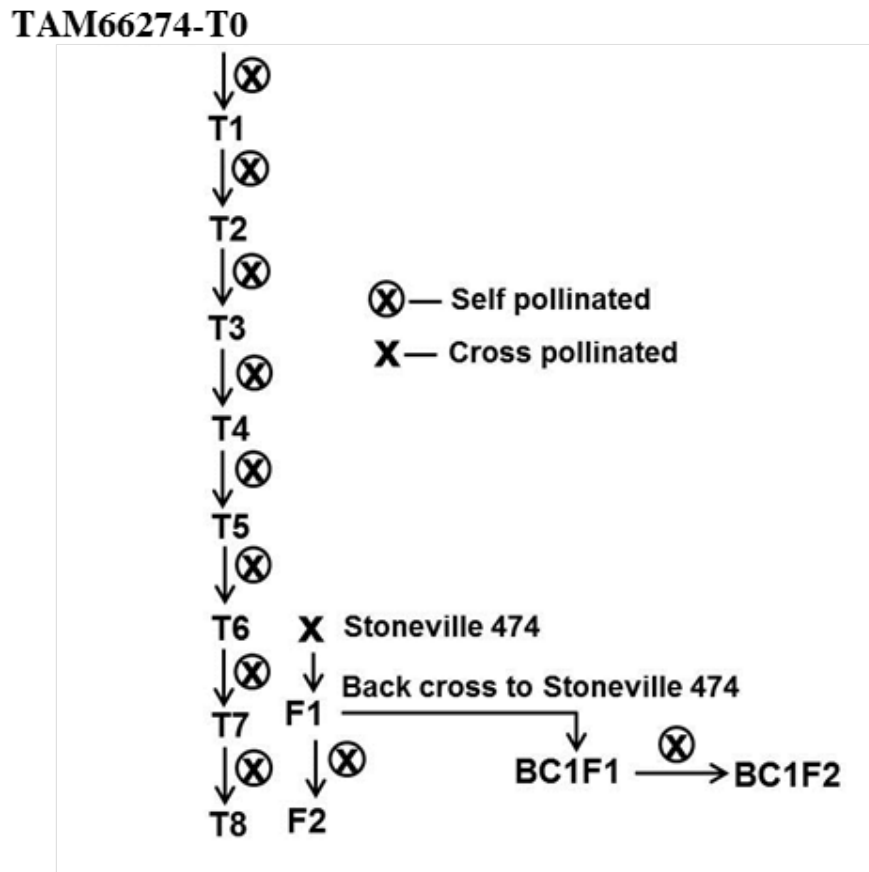 TAM66274-T0
ⓧ
T1
ⓧ
T2
ⓧ
ⓧ— Self pollinated
T3
X— Cross pollinated
ⓧ
T4
ⓧ
T5
ⓧ
T6 X Stoneville 474
ⓧ
Back cross to Stoneville 474
T7 F1
ⓧ
BC1F1 BC1F2
ⓧ ⓧ
T8 F2